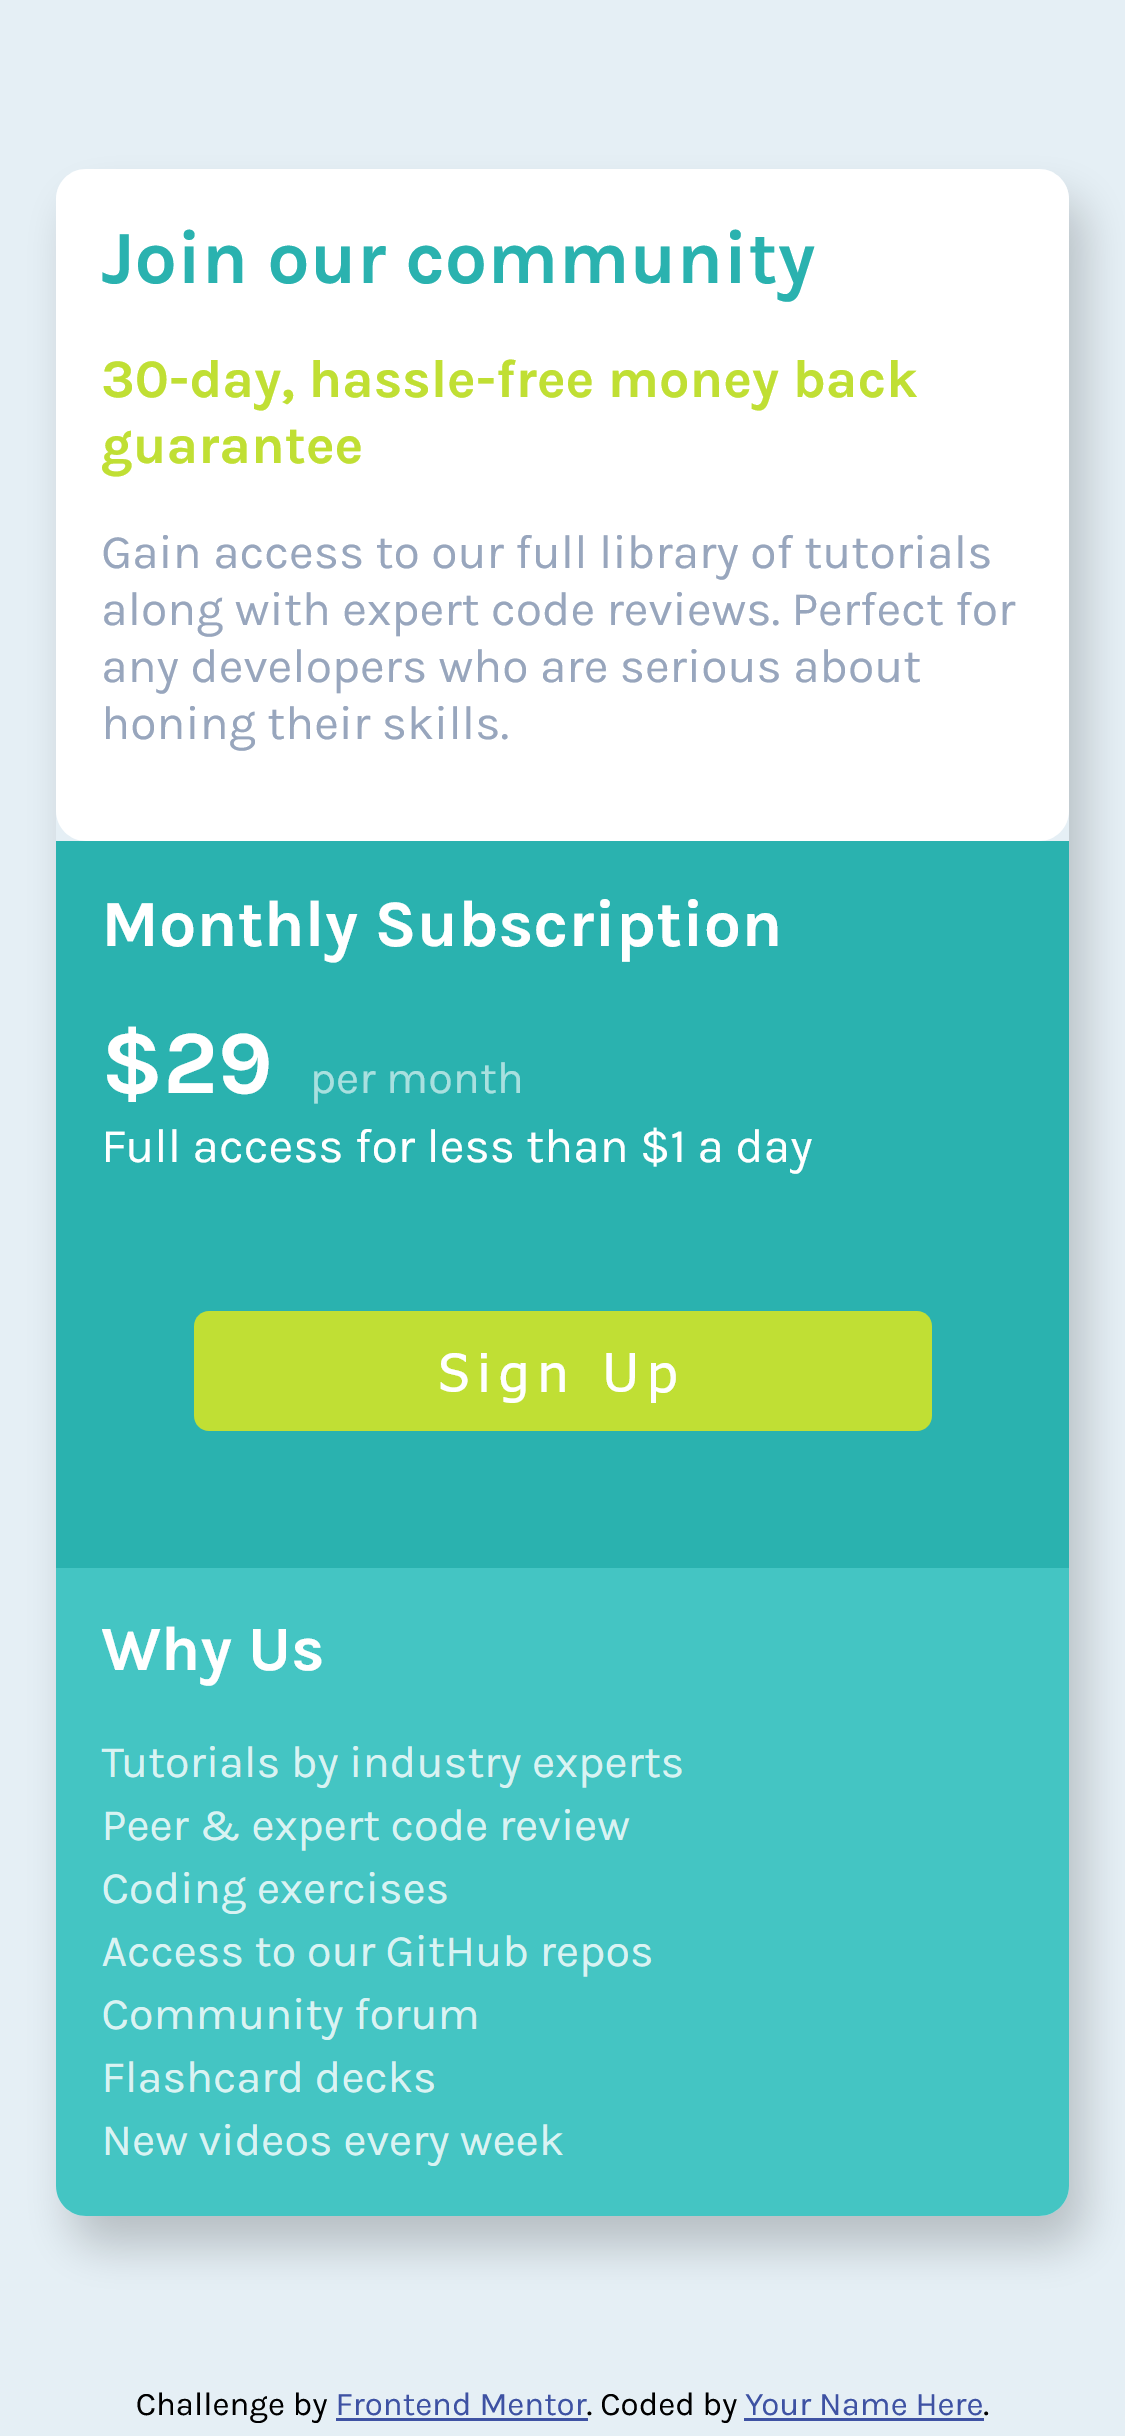 Join our community
30-day, hassle-free money back
guarantee
Gain access to our full library of tutorials
along with expert code reviews. Perfect for
any developers who are serious about
honing their skills.
Monthly Subscription
$29 per month
Full access for less than $1 a day
Sign Up
Why Us
Tutorials by industry experts
Peer & expert code review
Coding exercises
Access to our GitHub repos
Community forum
Flashcard decks
New videos every week
Challenge by Frontend Mentor. Coded by Your Name Here.